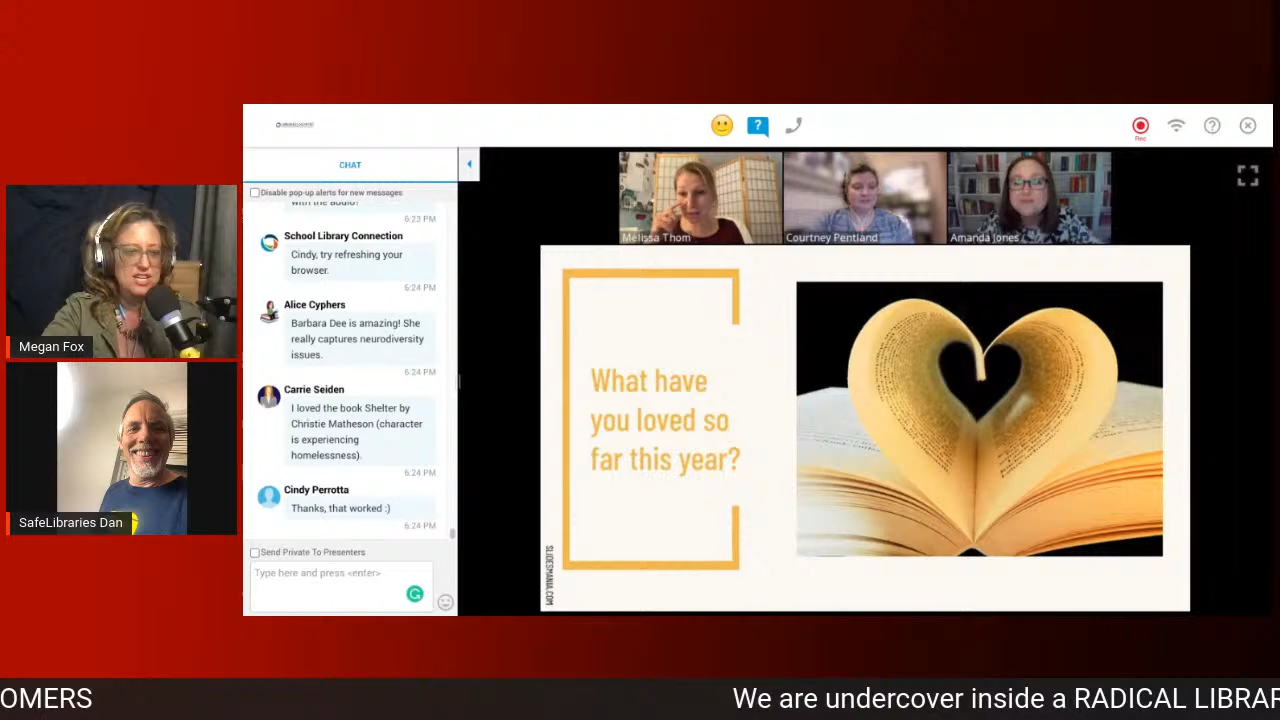 CHAT
Disable pop-up alerts for new messages
with the audio?
6:23 PM
School Library Connection
Cindy, try refreshing your
browser.
6:24 PM
Alice Cyphers
Barbara Dee is amazing! She
really captures neurodiversity
issues.
6:24 PM
Carrie Seiden
I loved the book Shelter by
Christie Matheson (character
is experiencing
homelessness).
6:24 PM
Cindy Perrotta
Thanks, that worked :)
6:24 PM
Send Private To Presenters
Type here and press <enter>
Rec
Melissa Thom
Courtney Pentland
Amanda Jones
What have
you loved so
far this year?
SLIDESMANIA.COM
Megan Fox
SafeLibraries Dan
OMERS
We are undercover inside a RADICAL LIBRAR